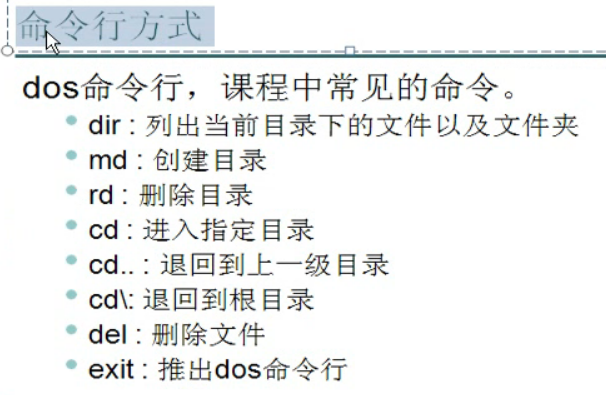 命令行方式
dos命令行，课程中常见的命令。
dir : 列出当前目录下的文件以及文件夹
md : 创建目录
rd : 删除目录
cd : 进入指定目录
cd.. : 退回到上一级目录
cd\: 退回到根目录
del : 删除文件
exit : 推出dos命令行